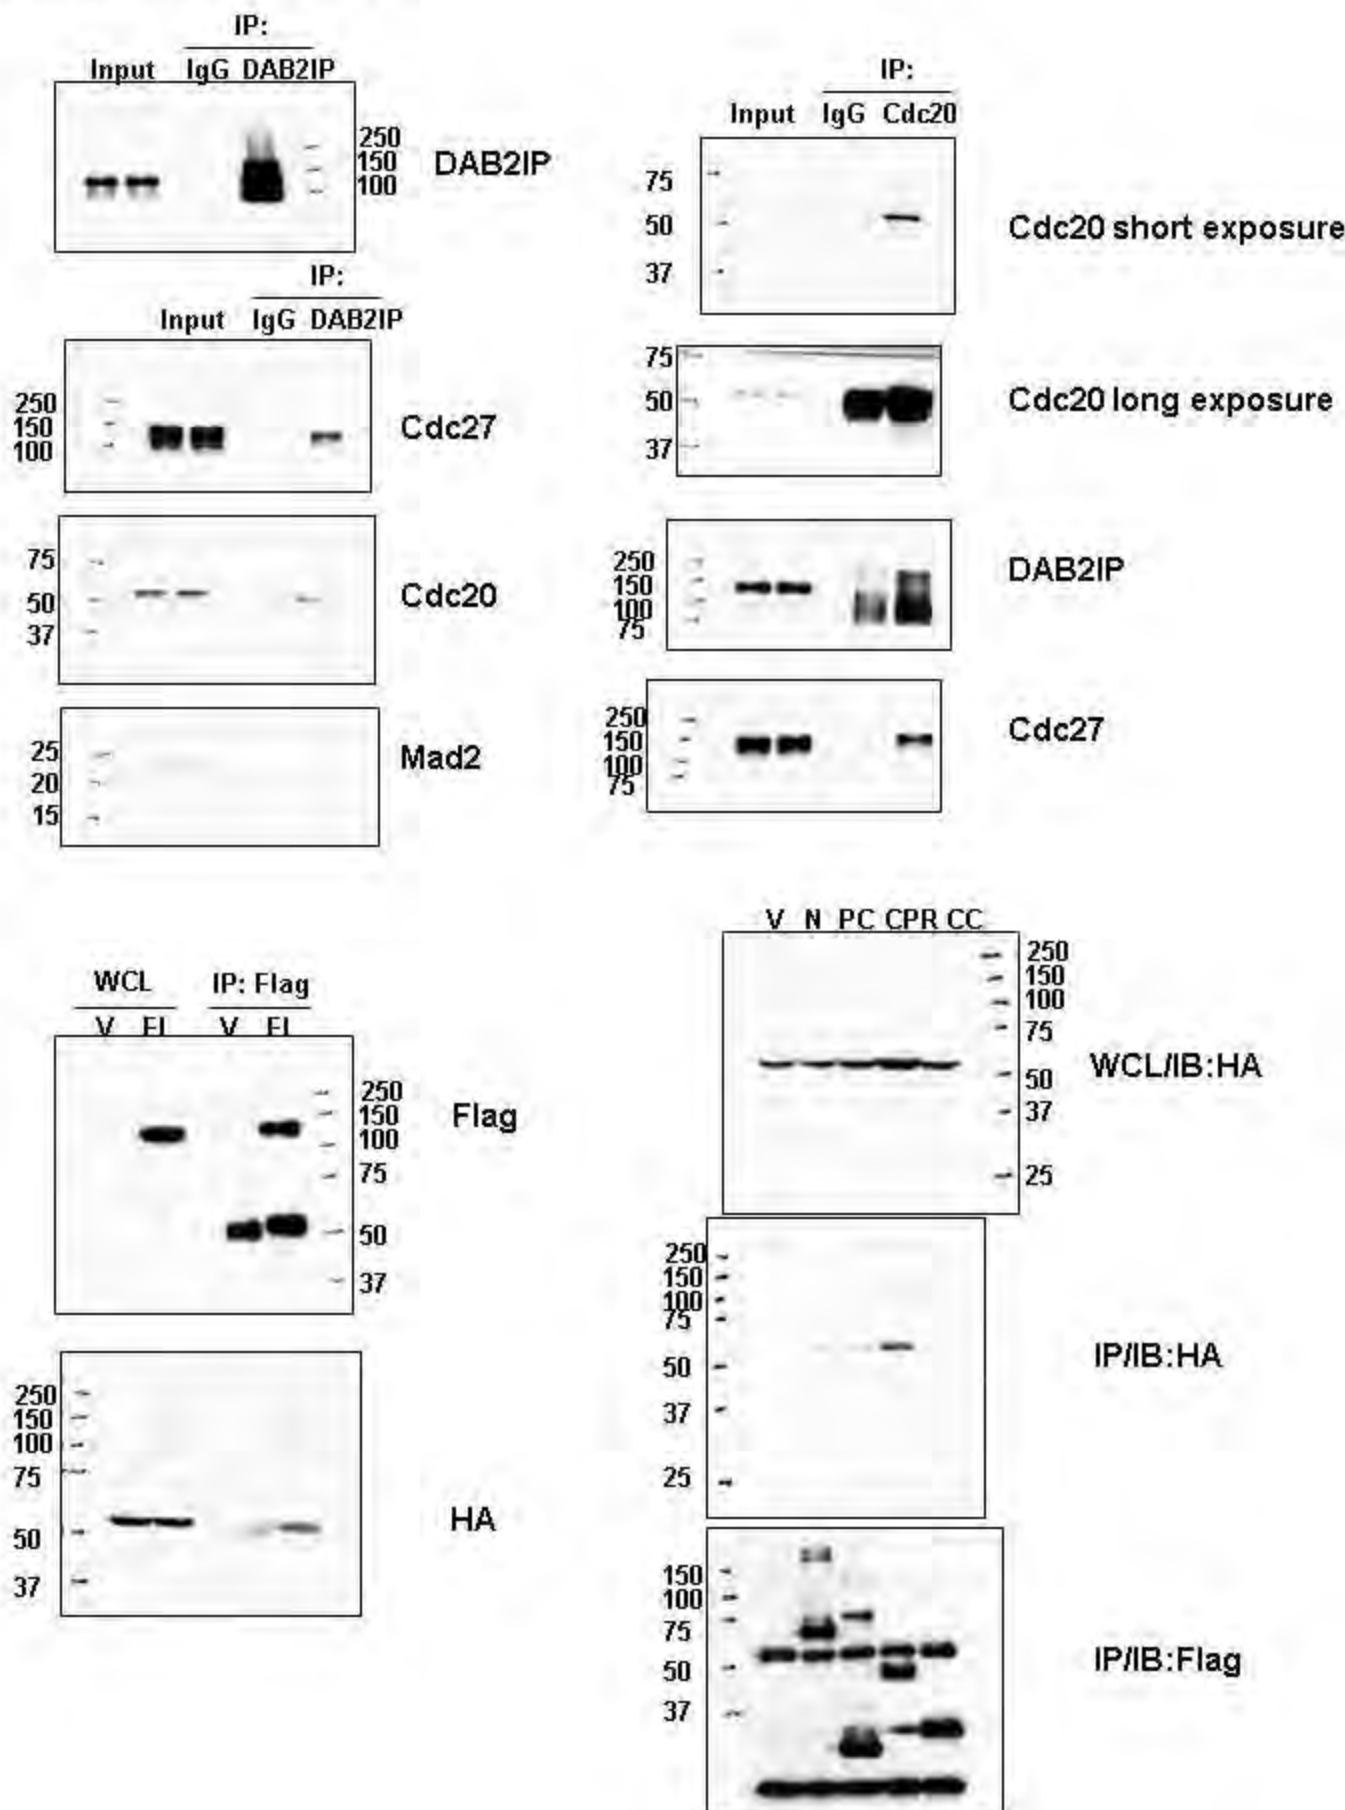 IP:
Input IgG DAB2IP
250
150
100
DAB2IP
IP:
Input IgG DAB2IP
250
150
100
Cdc27
75
50
37
Cdc20
25
20
15
Mad2
IP:
Input IgG Cdc20
75
50
37
Cdc20 short exposure
75
50
37
Cdc20 long exposure
250
150
100
75
DAB2IP
250
150
100
75
Cdc27
WCL IP: Flag
V FL V FL
250
150
100
75
50
37
Flag
250
150
100
75
50
37
HA
V N PC CPR CC
250
150
100
75
50
37
25
WCL/IB:HA
250
150
100
75
50
37
25
IP/IB:HA
150
100
75
50
37
IP/IB:Flag